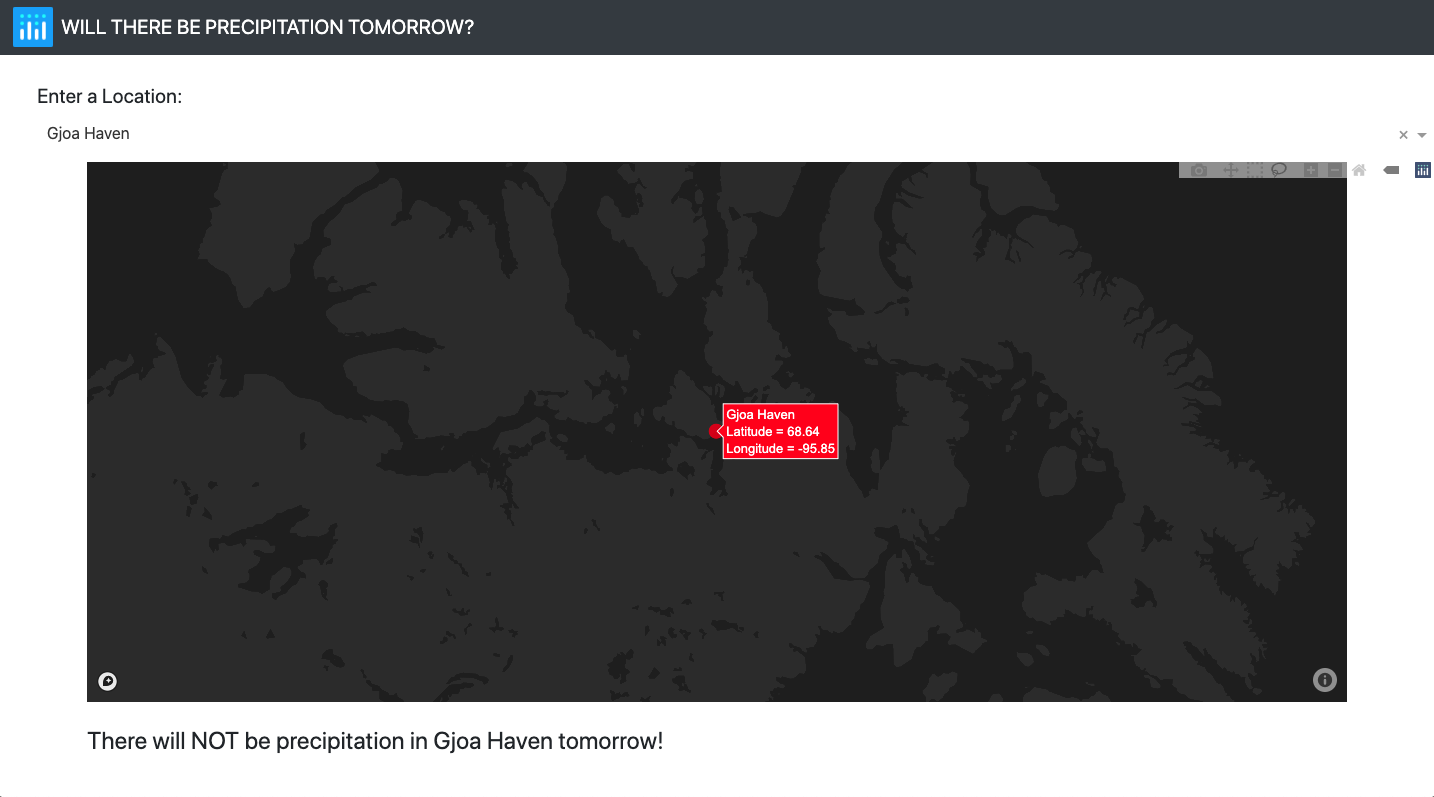 WILL THERE BE PRECIPITATION TOMORROW?
Enter a Location:
Gjoa Haven
Gjoa Haven
Latitude = 68.64
Longitude = -95.85
There will NOT be precipitation in Gjoa Haven tomorrow!